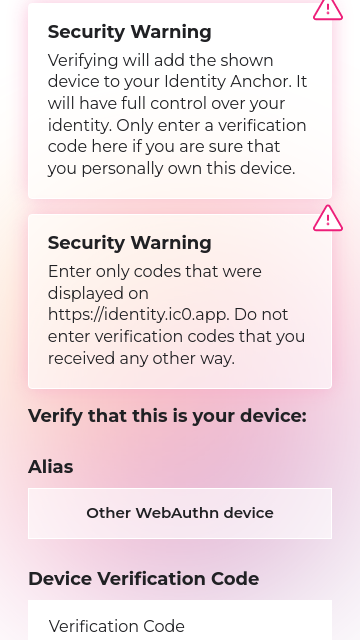 Security Warning
Verifying will add the shown
device to your Identity Anchor. It
will have full control over your
identity. Only enter a verification
code here if you are sure that
you personally own this device.
Security Warning
Enter only codes that were
displayed on
https://identity.ic0.app. Do not
enter verification codes that you
received any other way.
Verify that this is your device:
Alias
Other WebAuthn device
Device Verification Code
Verification Code